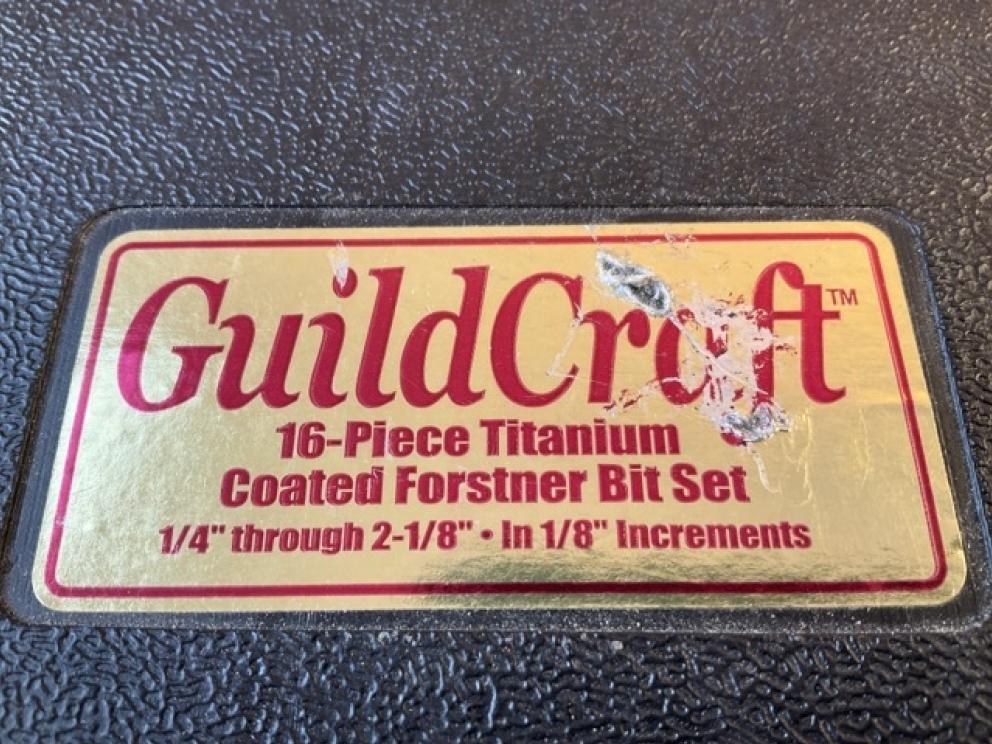 GuildCraft™
16-Piece Titanium
Coated Forstner Bit Set
1/4" through 2-1/8" • In 1/8" Increments